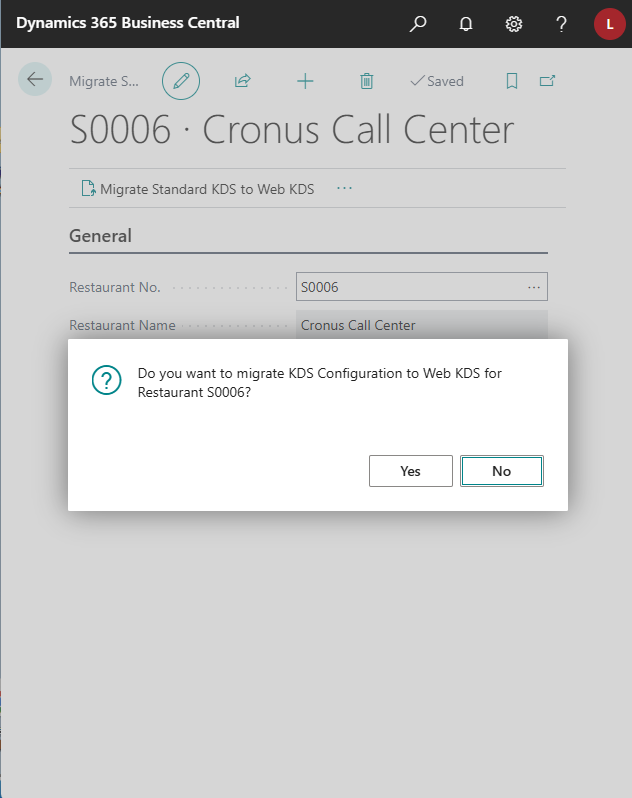 Dynamics 365 Business Central
L
Migrate S...
Saved
S0006 · Cronus Call Center
Migrate Standard KDS to Web KDS
General
Restaurant No.
S0006
Restaurant Name
Cronus Call Center
Do you want to migrate KDS Configuration to Web KDS for
Restaurant S0006?
Yes
No